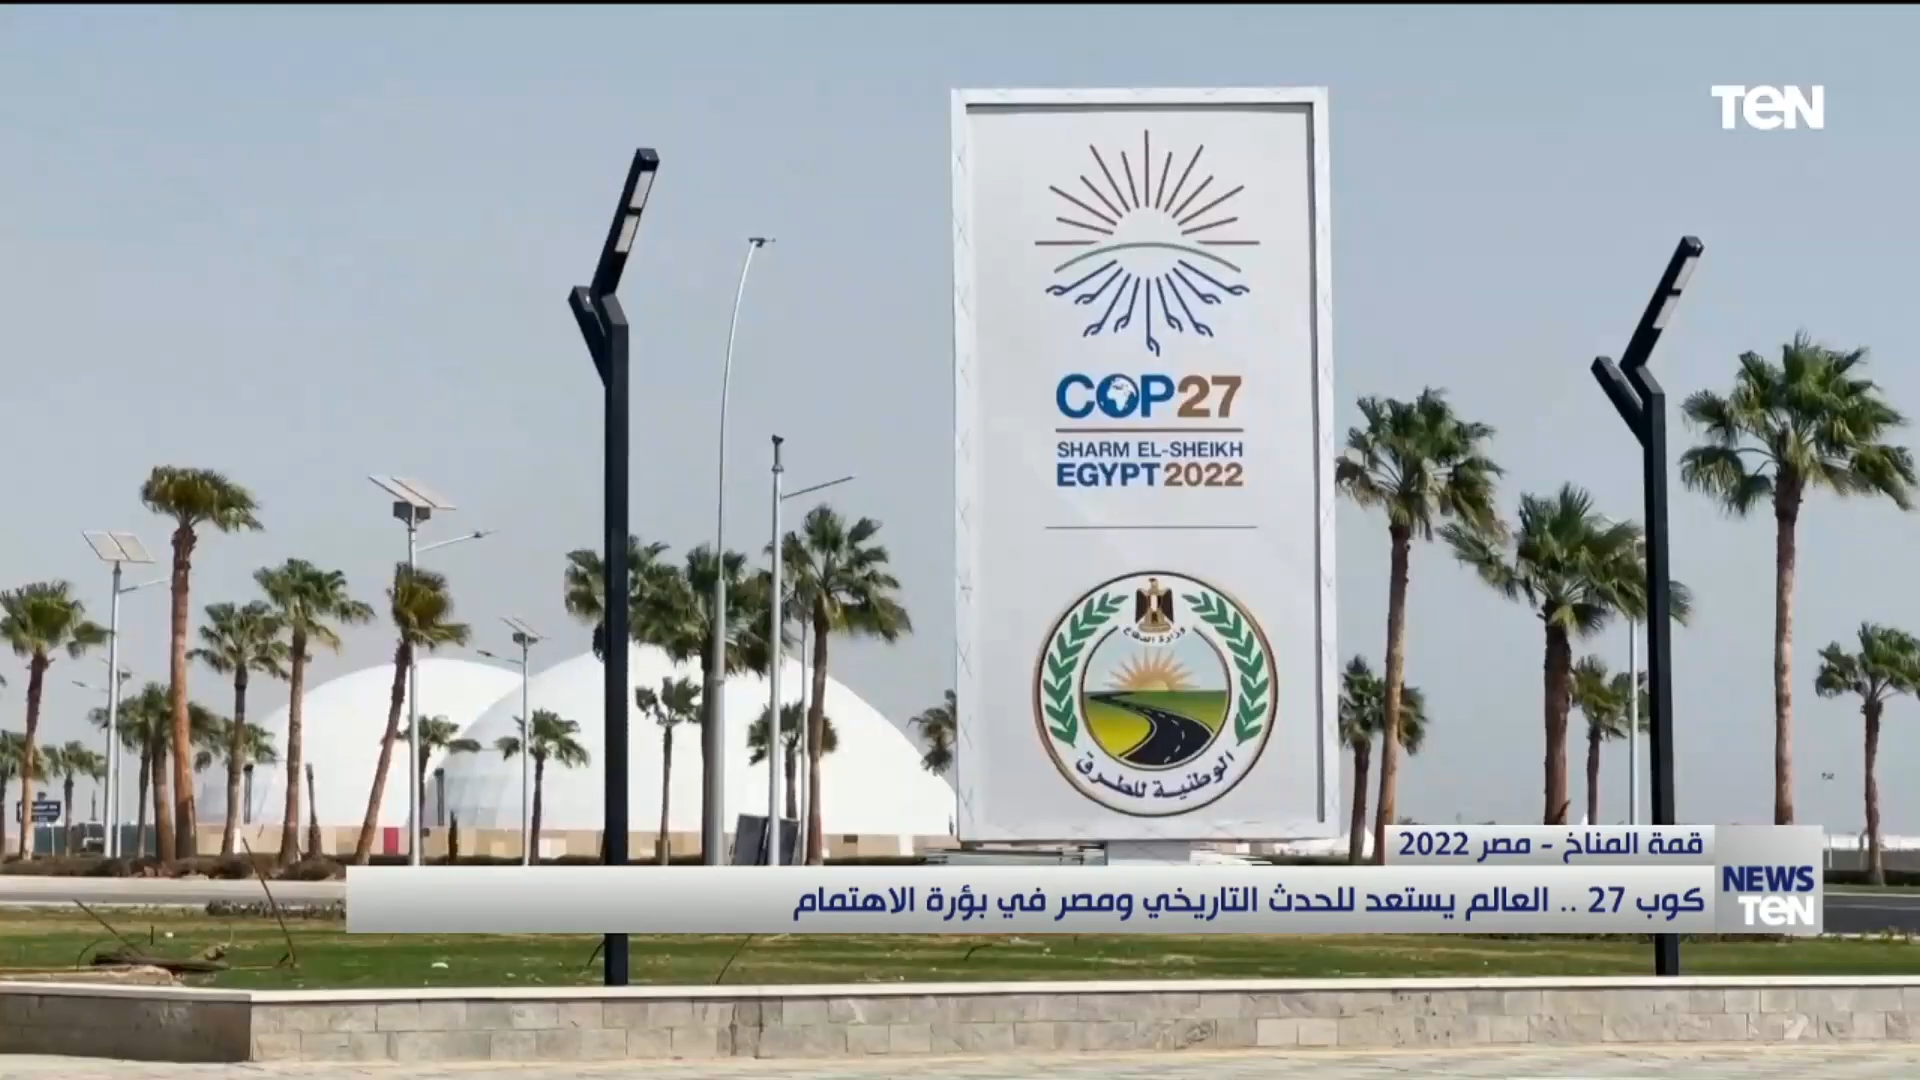 TeN
COP27
SHARM EL-SHEIKH
EGYPT 2022
وزارة الدفاع
الوطنية للطرق
قمة المناخ - مصر 2022
كوب 27 .. العالم يستعد للحدث التاريخي ومصر في بؤرة الاهتمام
NEWS
TeN